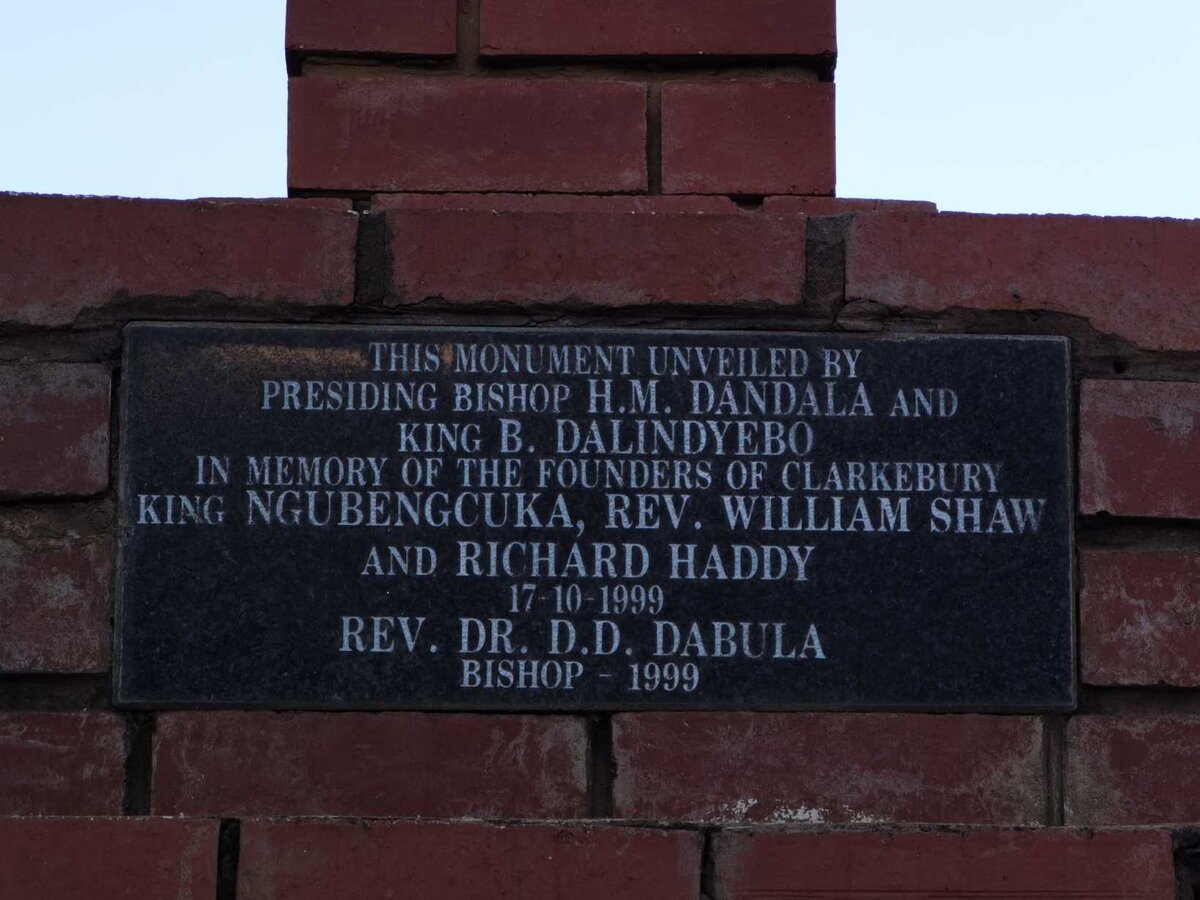 THIS MONUMENT UNVEILED BY
PRESIDING BISHOP H.M. DANDALA AND
KING B. DALINDYEBO
IN MEMORY OF THE FOUNDERS OF CLARKEBURY
KING NGUBENGCUKA, REV. WILLIAM SHAW
AND RICHARD HADDY
17-10-1999
REV. DR. D.D. DABULA
BISHOP - 1999